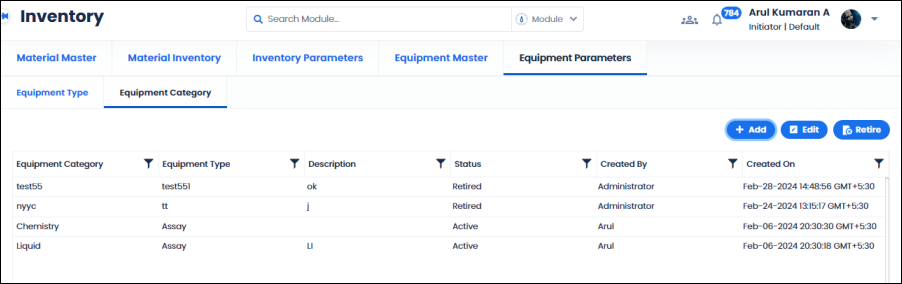 Inventory
Search Module... Module 784 Arul Kumaran A
Initiator | Default
Material Master Material Inventory Inventory Parameters Equipment Master Equipment Parameters
Equipment Type Equipment Category
+ Add Edit Retire
Equipment Category Equipment Type Description Status Created By Created On
test55 test551 ok Retired Administrator Feb-28-2024 14:48:56 GMT+5:30
nyyc tt j Retired Administrator Feb-24-2024 13:15:17 GMT+5:30
Chemistry Assay Active Arul Feb-06-2024 20:30:30 GMT+5:30
Liquid Assay LI Active Arul Feb-06-2024 20:30:18 GMT+5:30